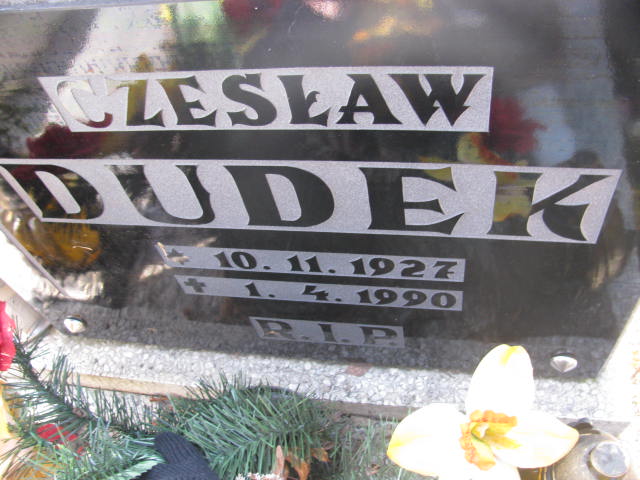 CZESŁAW
DUDEK
* 10.11.1927
✝ 1.4.1990
R.I.P.